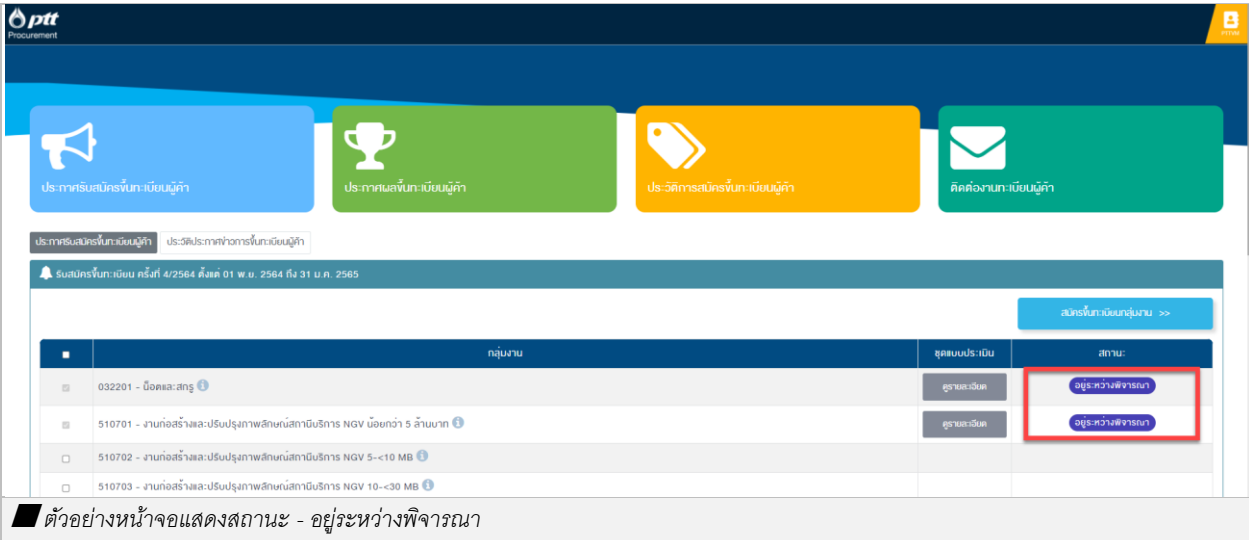 ptt
Procurement
PTTVM
ประกาศรับสมัครขึ้นทะเบียนผู้ค้า
ประกาศผลขึ้นทะเบียนผู้ค้า
ประวัติการสมัครขึ้นทะเบียนผู้ค้า
ติดต่องานทะเบียนผู้ค้า
ประกาศรับสมัครขึ้นทะเบียนผู้ค้า ประวัติประกาศข่าวการขึ้นทะเบียนผู้ค้า
รับสมัครขึ้นทะเบียน ครั้งที่ 4/2564 ตั้งแต่ 01 พ.ย. 2564 ถึง 31 ม.ค. 2565
สมัครขึ้นทะเบียนกลุ่มงาน >>
กลุ่มงาน ชุดแบบประเมิน สถานะ
032201 - น็อตและสกรู ดูรายละเอียด อยู่ระหว่างพิจารณา
510701 - งานก่อสร้างและปรับปรุงภาพลักษณ์สถานีบริการ NGV น้อยกว่า 5 ล้านบาท ดูรายละเอียด อยู่ระหว่างพิจารณา
510702 - งานก่อสร้างและปรับปรุงภาพลักษณ์สถานีบริการ NGV 5-<10 MB
510703 - งานก่อสร้างและปรับปรุงภาพลักษณ์สถานีบริการ NGV 10-<30 MB
ตัวอย่างหน้าจอแสดงสถานะ - อยู่ระหว่างพิจารณา